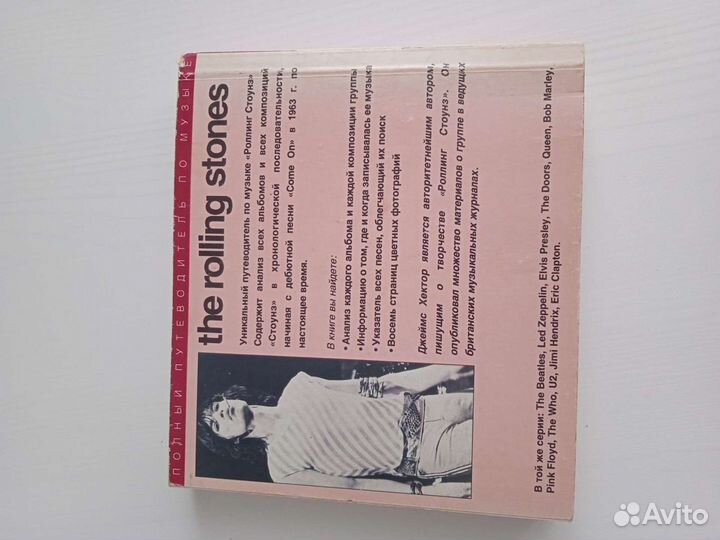 ПОЛНЫЙ ПУТЕВОДИТЕЛЬ ПО МУЗЫКЕ
the rolling stones
Уникальный путеводитель по музыке «Роллинг Стоунз»
Содержит анализ всех альбомов и всех композиций
«Стоунз» в хронологической последовательности,
начиная с дебютной песни «Come On» в 1963 г. по
настоящее время.
В книге вы найдете:
• Анализ каждого альбома и каждой композиции группы
• Информацию о том, где и когда записывалась ее музыка
• Указатель всех песен, облегчающий их поиск
• Восемь страниц цветных фотографий
Джеймс Хектор является авторитетнейшим автором,
пишущим о творчестве «Роллинг Стоунз». Он
опубликовал множество материалов о группе в ведущих
британских музыкальных журналах.
В той же серии: The Beatles, Led Zeppelin, Elvis Presley, The Doors, Queen, Bob Marley,
Pink Floyd, The Who, U2, Jimi Hendrix, Eric Clapton.
Avito